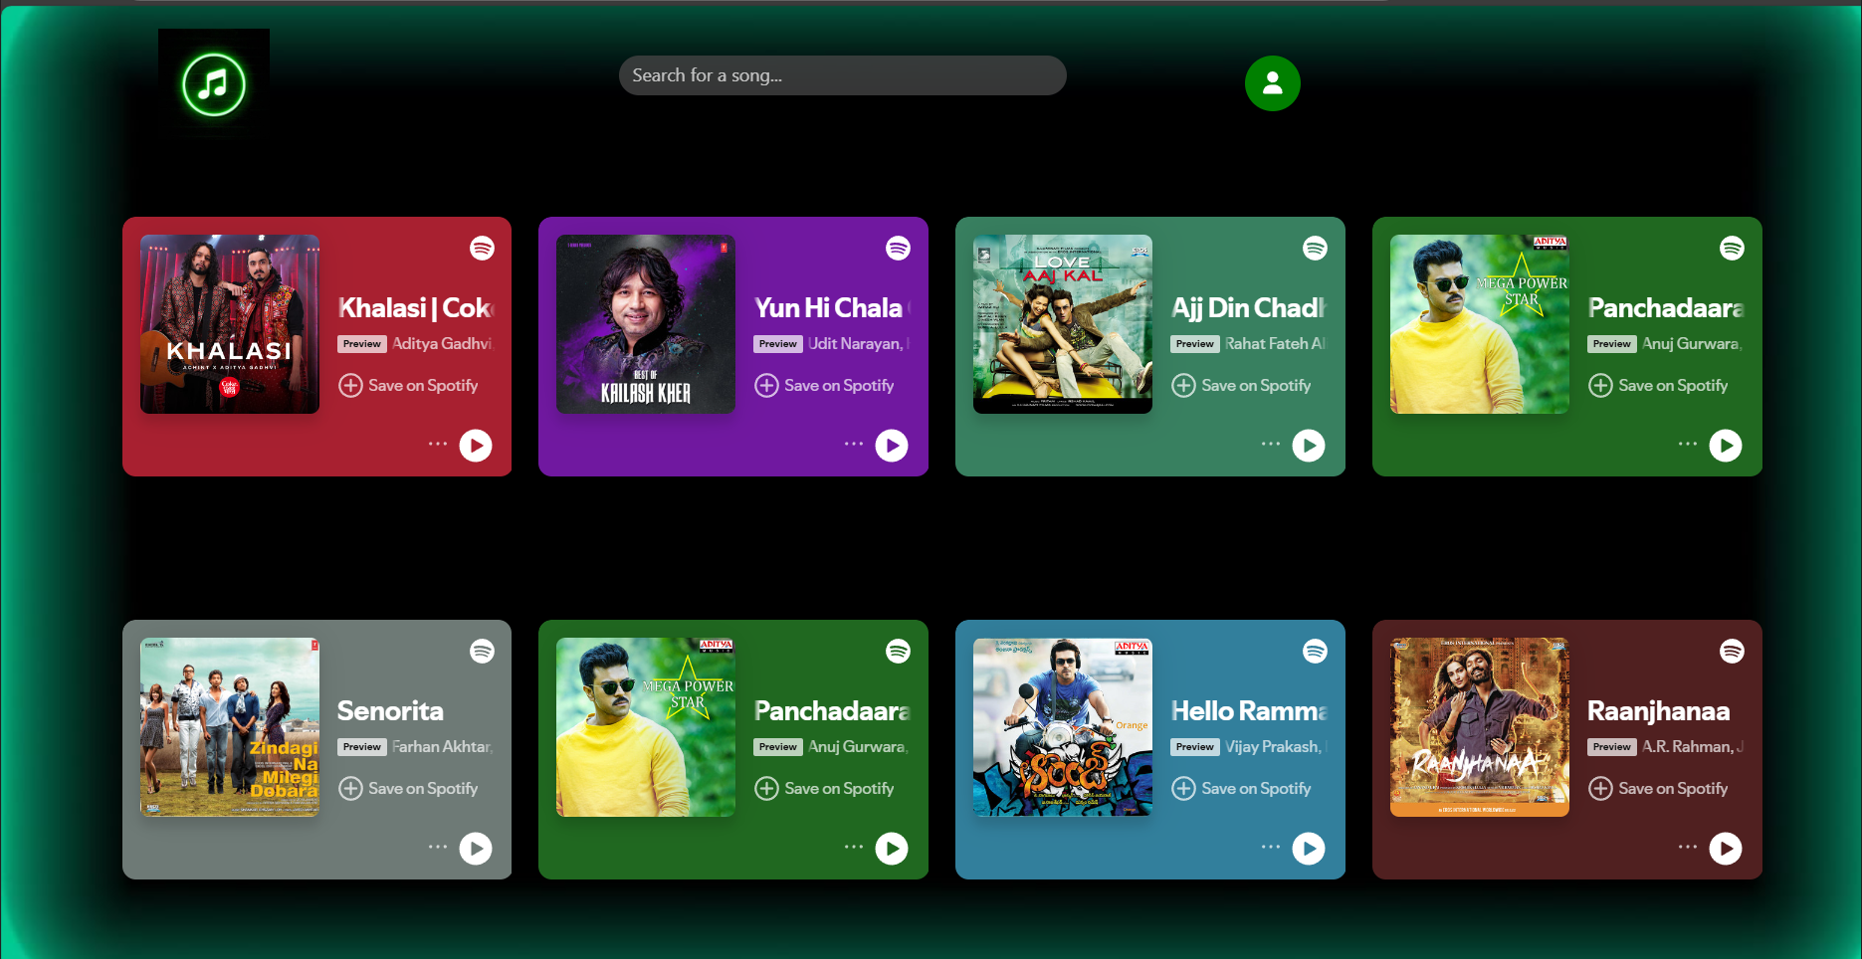 Search for a song...
KHALASI
ACHINT X ADITYA GADHVI
Khalasi | Cok
Preview Aditya Gadhvi,
Save on Spotify
BEST OF
KAILASH KHER
Yun Hi Chala
Preview Udit Narayan,
Save on Spotify
LOVE
AAJ KAL
Ajj Din Chadh
Preview Rahat Fateh Al
Save on Spotify
ADITYA
MUSIC
MEGA POWER
STAR
Panchadaara
Preview Anuj Gurwara,
Save on Spotify
Zindagi
Na
Milegi
Dobara
Senorita
Preview Farhan Akhtar,
Save on Spotify
ADITYA
MUSIC
MEGA POWER
STAR
Panchadaara
Preview Anuj Gurwara,
Save on Spotify
ADITYA
MUSIC
Orange
ఆరెంజ్
Hello Ramma
Preview Vijay Prakash,
Save on Spotify
RAANJHANAA
Raanjhanaa
Preview A.R. Rahman, J
Save on Spotify